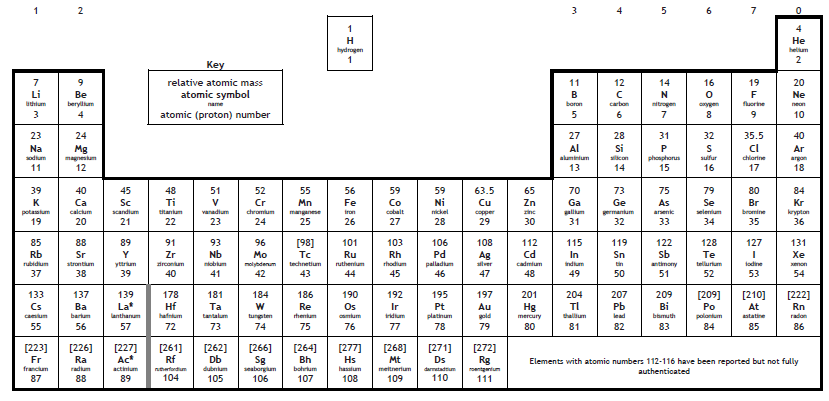 1 2 3 4 5 6 7 0
1 4
H He
hydrogen helium
1 2
Key
relative atomic mass
atomic symbol
name
atomic (proton) number
7 9 11 12 14 16 19 20
Li Be B C N O F Ne
lithium beryllium boron carbon nitrogen oxygen fluorine neon
3 4 5 6 7 8 9 10
23 24 27 28 31 32 35.5 40
Na Mg Al Si P S Cl Ar
sodium magnesium aluminium silicon phosphorus sulfur chlorine argon
11 12 13 14 15 16 17 18
39 40 45 48 51 52 55 56 59 59 63.5 65 70 73 75 79 80 84
K Ca Sc Ti V Cr Mn Fe Co Ni Cu Zn Ga Ge As Se Br Kr
potassium calcium scandium titanium vanadium chromium manganese iron cobalt nickel copper zinc gallium germanium arsenic selenium bromine krypton
19 20 21 22 23 24 25 26 27 28 29 30 31 32 33 34 35 36
85 88 89 91 93 96 [98] 101 103 106 108 112 115 119 122 128 127 131
Rb Sr Y Zr Nb Mo Tc Ru Rh Pd Ag Cd In Sn Sb Te I Xe
rubidium strontium yttrium zirconium niobium molybdenum technetium ruthenium rhodium palladium silver cadmium indium tin antimony tellurium iodine xenon
37 38 39 40 41 42 43 44 45 46 47 48 49 50 51 52 53 54
133 137 139 178 181 184 186 190 192 195 197 201 204 207 209 [209] [210] [222]
Cs Ba La* Hf Ta W Re Os Ir Pt Au Hg Tl Pb Bi Po At Rn
caesium barium lanthanum hafnium tantalum tungsten rhenium osmium iridium platinum gold mercury thallium lead bismuth polonium astatine radon
55 56 57 72 73 74 75 76 77 78 79 80 81 82 83 84 85 86
[223] [226] [227] [261] [262] [266] [264] [277] [268] [271] [272]
Fr Ra Ac* Rf Db Sg Bh Hs Mt Ds Rg
francium radium actinium rutherfordium dubnium seaborgium bohrium hassium meitnerium darmstadtium roentgenium
87 88 89 104 105 106 107 108 109 110 111
Elements with atomic numbers 112-116 have been reported but not fully
authenticated